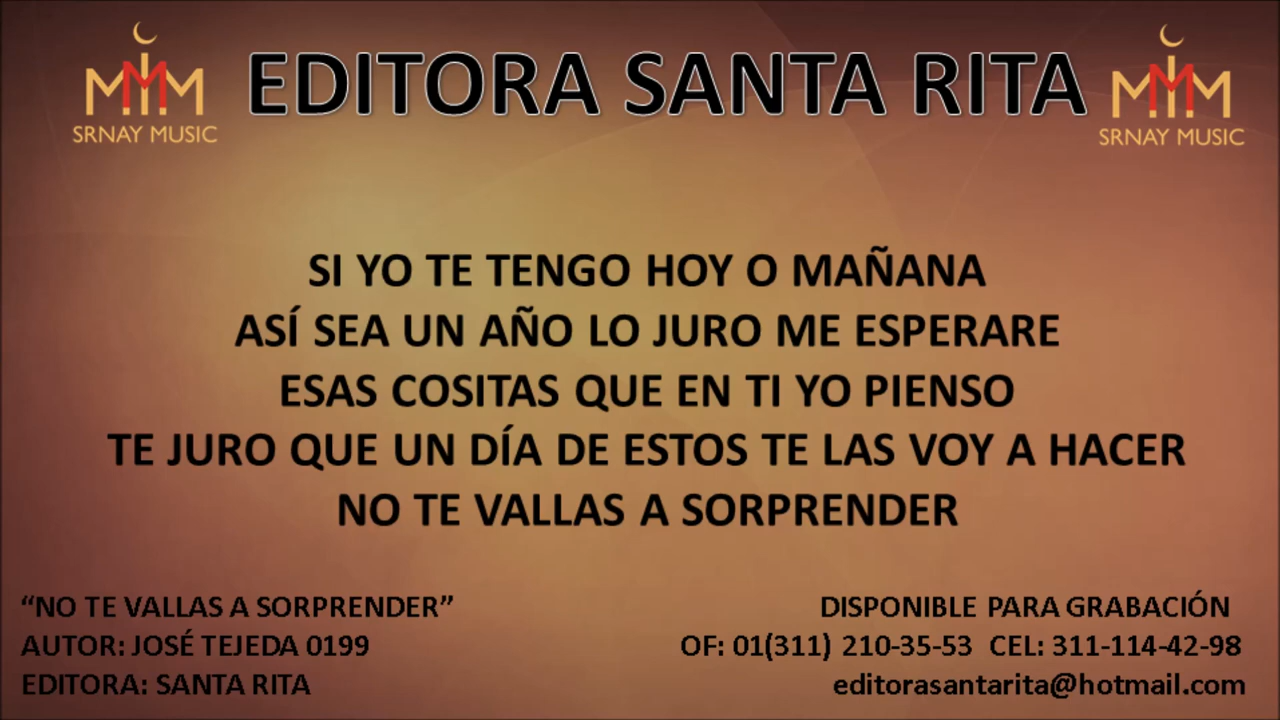 EDITORA SANTA RITA
SRNAY MUSIC
SRNAY MUSIC
SI YO TE TENGO HOY O MAÑANA
ASÍ SEA UN AÑO LO JURO ME ESPERARE
ESAS COSITAS QUE EN TI YO PIENSO
TE JURO QUE UN DÍA DE ESTOS TE LAS VOY A HACER
NO TE VALLAS A SORPRENDER
“NO TE VALLAS A SORPRENDER”
AUTOR: JOSÉ TEJEDA 0199
EDITORA: SANTA RITA
DISPONIBLE PARA GRABACIÓN
OF: 01(311) 210-35-53 CEL: 311-114-42-98
editorasantarita@hotmail.com